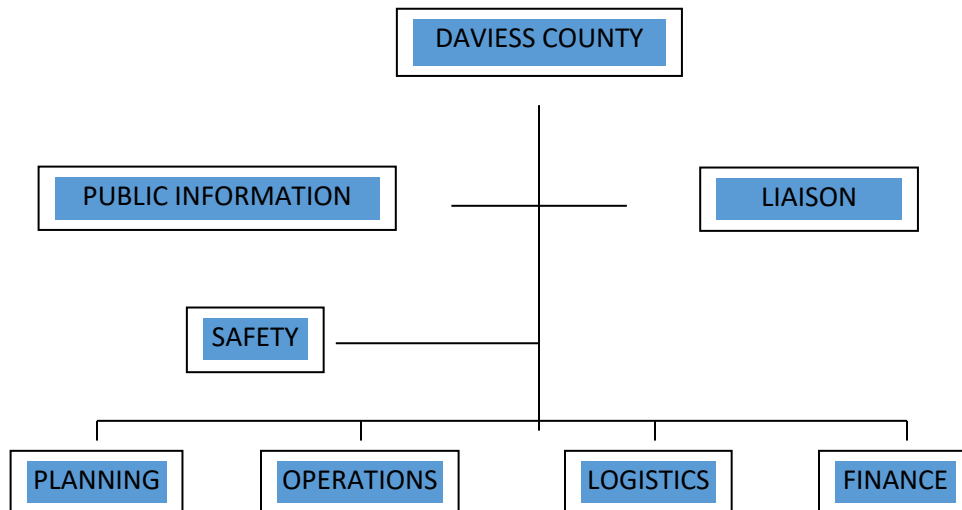 DAVIESS COUNTY
PUBLIC INFORMATION
LIAISON
SAFETY
PLANNING
OPERATIONS
LOGISTICS
FINANCE